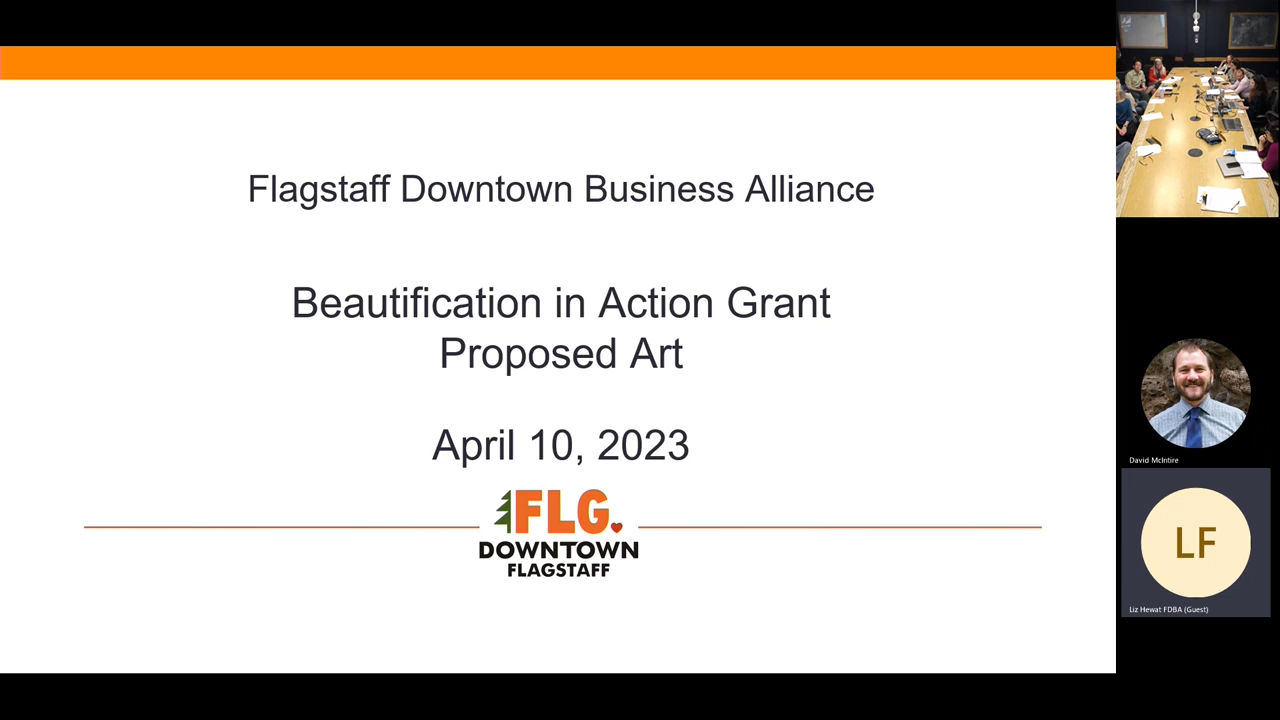 Flagstaff Downtown Business Alliance
Beautification in Action Grant
Proposed Art
April 10, 2023
FLG.
DOWNTOWN
FLAGSTAFF
David McIntire
LF
Liz Hewat FDBA (Guest)